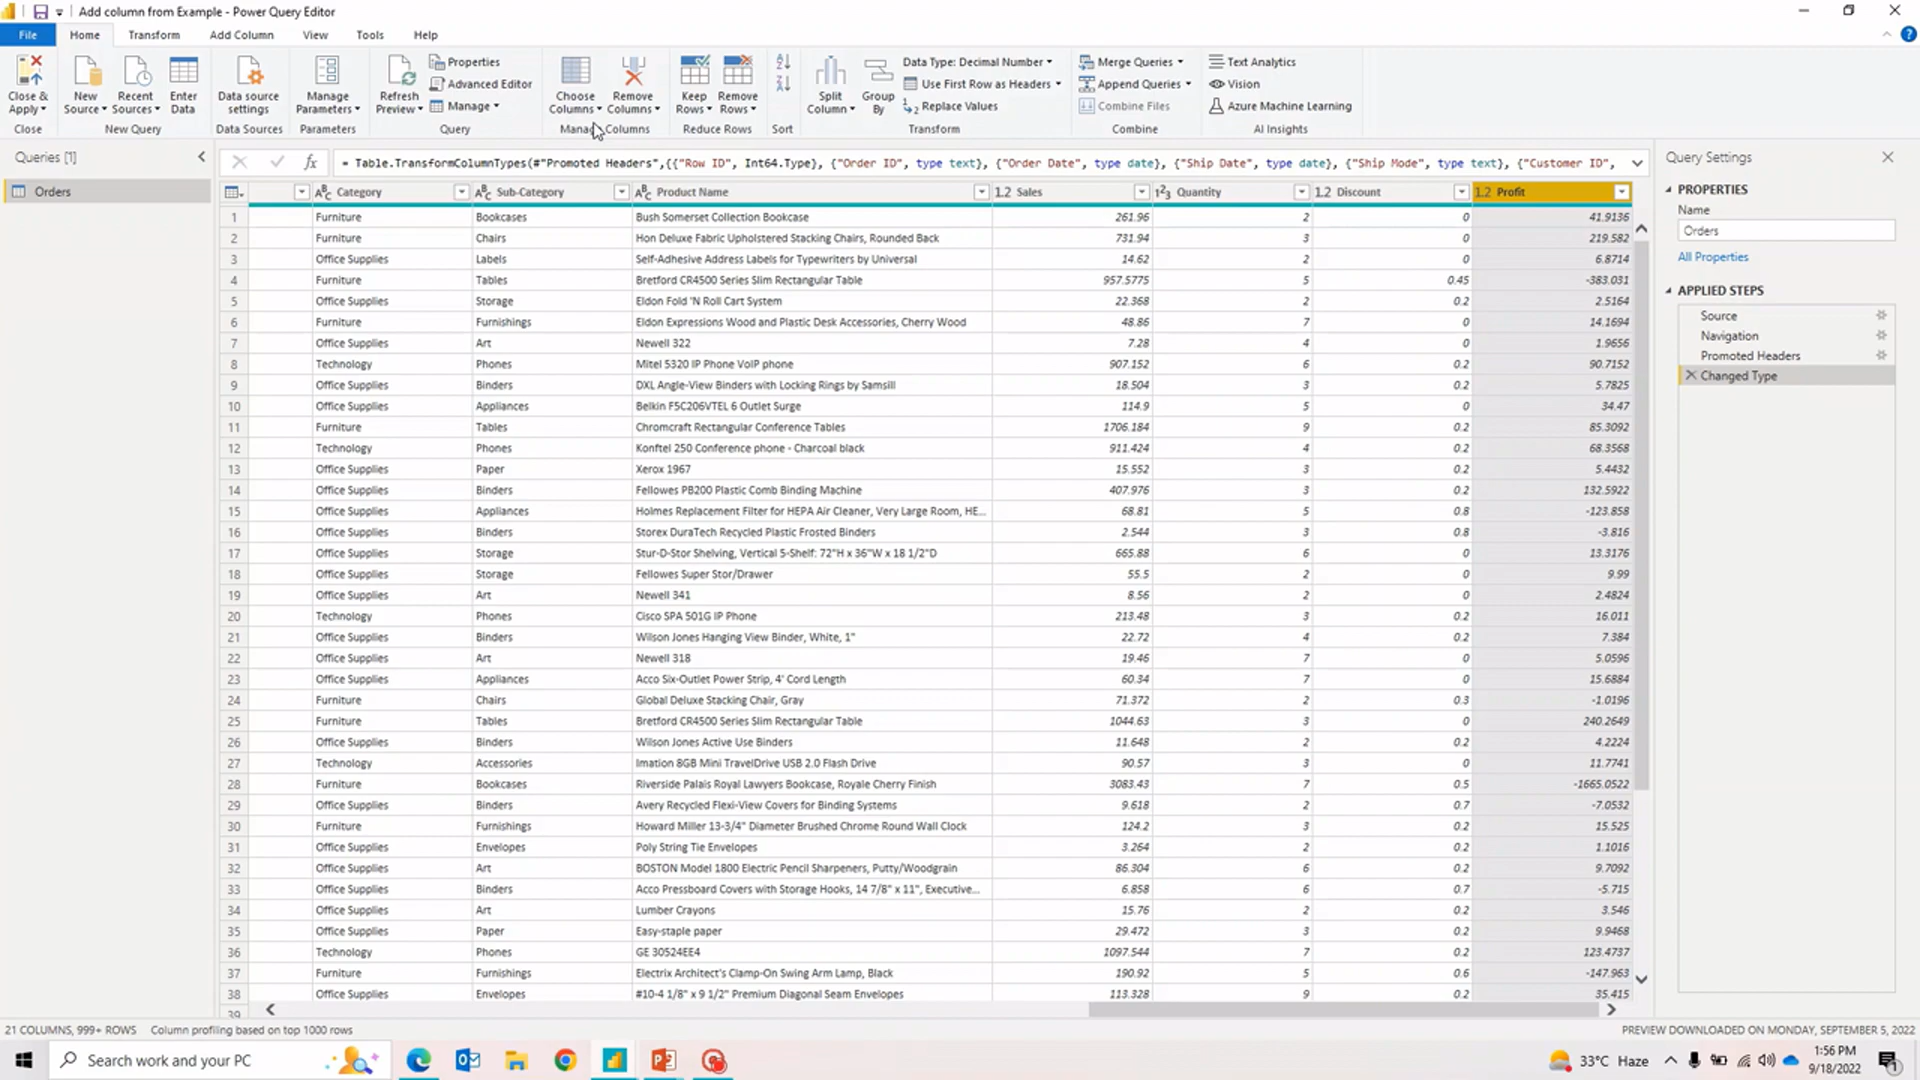 Add column from Example - Power Query Editor
File Home Transform Add Column View Tools Help
Close & Apply
Close
New Source
Recent Sources
Enter Data
New Query
Data source settings
Data Sources
Manage Parameters
Parameters
Refresh Preview
Properties
Advanced Editor
Manage
Query
Choose Columns
Remove Columns
Manage Columns
Keep Rows
Remove Rows
Reduce Rows
Sort
Split Column
Group By
Data Type: Decimal Number
Use First Row as Headers
Replace Values
Transform
Merge Queries
Append Queries
Combine Files
Combine
Text Analytics
Vision
Azure Machine Learning
AI Insights
Queries [1]
Orders
fx = Table.TransformColumnTypes(#"Promoted Headers",{{"Row ID", Int64.Type}, {"Order ID", type text}, {"Order Date", type date}, {"Ship Date", type date}, {"Ship Mode", type text}, {"Customer ID",
Category Sub-Category Product Name 1.2 Sales 123 Quantity 1.2 Discount 1.2 Profit
1 Furniture Bookcases Bush Somerset Collection Bookcase 261.96 2 0 41.9136
2 Furniture Chairs Hon Deluxe Fabric Upholstered Stacking Chairs, Rounded Back 731.94 3 0 219.582
3 Office Supplies Labels Self-Adhesive Address Labels for Typewriters by Universal 14.62 2 0 6.8714
4 Furniture Tables Bretford CR4500 Series Slim Rectangular Table 957.5775 5 0.45 -383.031
5 Office Supplies Storage Eldon Fold 'N Roll Cart System 22.368 2 0.2 2.5164
6 Furniture Furnishings Eldon Expressions Wood and Plastic Desk Accessories, Cherry Wood 48.86 7 0 14.1694
7 Office Supplies Art Newell 322 7.28 4 0 1.9656
8 Technology Phones Mitel 5320 IP Phone VoIP phone 907.152 6 0.2 90.7152
9 Office Supplies Binders DXL Angle-View Binders with Locking Rings by Samsill 18.504 3 0.2 5.7825
10 Office Supplies Appliances Belkin F5C206VTEL 6 Outlet Surge 114.9 5 0 34.47
11 Furniture Tables Chromcraft Rectangular Conference Tables 1706.184 9 0.2 85.3092
12 Technology Phones Konftel 250 Conference phone - Charcoal black 911.424 4 0.2 68.3568
13 Office Supplies Paper Xerox 1967 15.552 3 0.2 5.4432
14 Office Supplies Binders Fellowes PB200 Plastic Comb Binding Machine 407.976 3 0.2 132.5922
15 Office Supplies Appliances Holmes Replacement Filter for HEPA Air Cleaner, Very Large Room, HE... 68.81 5 0.8 -123.858
16 Office Supplies Binders Storex DuraTech Recycled Plastic Frosted Binders 2.544 3 0.8 -3.816
17 Office Supplies Storage Stur-D-Stor Shelving, Vertical 5-Shelf: 72"H x 36"W x 18 1/2"D 665.88 6 0 13.3176
18 Office Supplies Storage Fellowes Super Stor/Drawer 55.5 2 0 9.99
19 Office Supplies Art Newell 341 8.56 2 0 2.4824
20 Technology Phones Cisco SPA 501G IP Phone 213.48 3 0.2 16.011
21 Office Supplies Binders Wilson Jones Hanging View Binder, White, 1" 22.72 4 0.2 7.384
22 Office Supplies Art Newell 318 19.46 7 0 5.0596
23 Office Supplies Appliances Acco Six-Outlet Power Strip, 4' Cord Length 60.34 7 0 15.6884
24 Furniture Chairs Global Deluxe Stacking Chair, Gray 71.372 2 0.3 -1.0196
25 Furniture Tables Bretford CR4500 Series Slim Rectangular Table 1044.63 3 0 240.2649
26 Office Supplies Binders Wilson Jones Active Use Binders 11.648 2 0.2 4.2224
27 Technology Accessories Imation 8GB Mini TravelDrive USB 2.0 Flash Drive 90.57 3 0 11.7741
28 Furniture Bookcases Riverside Palais Royal Lawyers Bookcase, Royale Cherry Finish 3083.43 7 0.5 -1665.0522
29 Office Supplies Binders Avery Recycled Flexi-View Covers for Binding Systems 9.618 2 0.7 -7.0532
30 Furniture Furnishings Howard Miller 13-3/4" Diameter Brushed Chrome Round Wall Clock 124.2 3 0.2 15.525
31 Office Supplies Envelopes Poly String Tie Envelopes 3.264 2 0.2 1.1016
32 Office Supplies Art BOSTON Model 1800 Electric Pencil Sharpeners, Putty/Woodgrain 86.304 6 0.2 9.7092
33 Office Supplies Binders Acco Pressboard Covers with Storage Hooks, 14 7/8" x 11", Executive... 6.858 6 0.7 -5.715
34 Office Supplies Art Lumber Crayons 15.76 2 0.2 3.546
35 Office Supplies Paper Easy-staple paper 29.472 3 0.2 9.9468
36 Technology Phones GE 30524EE4 1097.544 7 0.2 123.4737
37 Furniture Furnishings Electrix Architect's Clamp-On Swing Arm Lamp, Black 190.92 5 0.6 -147.963
38 Office Supplies Envelopes #10-4 1/8" x 9 1/2" Premium Diagonal Seam Envelopes 113.328 9 0.2 35.415
39
Query Settings
PROPERTIES
Name
Orders
All Properties
APPLIED STEPS
Source
Navigation
Promoted Headers
Changed Type
21 COLUMNS, 999+ ROWS Column profiling based on top 1000 rows
PREVIEW DOWNLOADED ON MONDAY, SEPTEMBER 5, 2022
Search work and your PC
33°C Haze
1:56 PM
9/18/2022
1